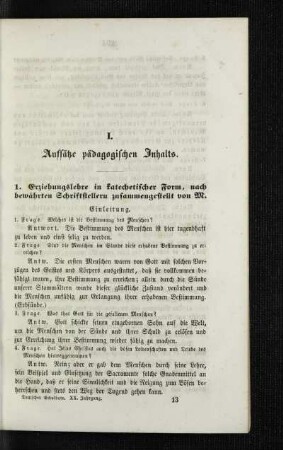 I.
Aufsätze pädagogischen Inhalts.
1. Erziehungslehre in katechetischer Form, nach
bewährten Schriftstellern zusammengestellt von M.
Einleitung.
1. Frage. Welches ist die Bestimmung des Menschen?
Antwort. Die Bestimmung des Menschen ist hier tugendhaft
zu leben und einst selig zu werden.
2. Frage. Sind die Menschen im Stande diese erhabene Bestimmung zu er-
reichen?
Antw. Die ersten Menschen waren von Gott mit solchen Vor-
zügen des Geistes und Körpers ausgestattet, daß sie vollkommen be-
fähigt waren, ihre hohe Bestimmung zu erreichen. Durch die Sünde
unserer Stammältern wurde dieser glückliche Zustand verändert und
die Menschen unfähig zur Erlangung ihrer erhabenen Bestimmung.
(Erbsünde).
3. Frage. Was that Gott für die gefallenen Menschen?
Antw. Gott schickte seinen eingebornen Sohn auf die Welt,
um die Menschen von der Sünde und ihrer Schuld zu erlösen und
zur Erreichung ihrer Bestimmung wieder fähig zu machen.
4. Frage. Hat Jesus Christus auch die bösen Leidenschaften und Triebe des
Menschen hinweggenommen?
Antw. Nein; aber er gab dem Menschen durch seine Lehre,
sein Beispiel und Einsetzung der Sacramente solche Gnadenmittel an
die Hand, daß er seine Sinnlichkeit und die Neigung zum Bösen be-
herrschen und stets den Weg der Tugend gehen kann.
XX. Jahrgang. 13